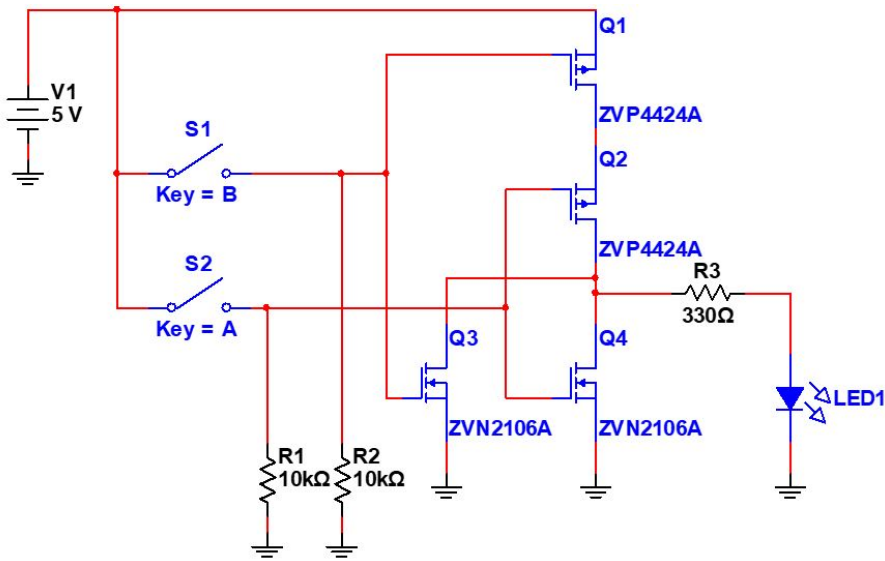 Q1
V1
5 V
ZVP4424A
S1
Q2
Key = B
ZVP4424A
S2
R3
330Ω
Key = A
Q3
Q4
LED1
ZVN2106A
ZVN2106A
R1
10kΩ
R2
10kΩ